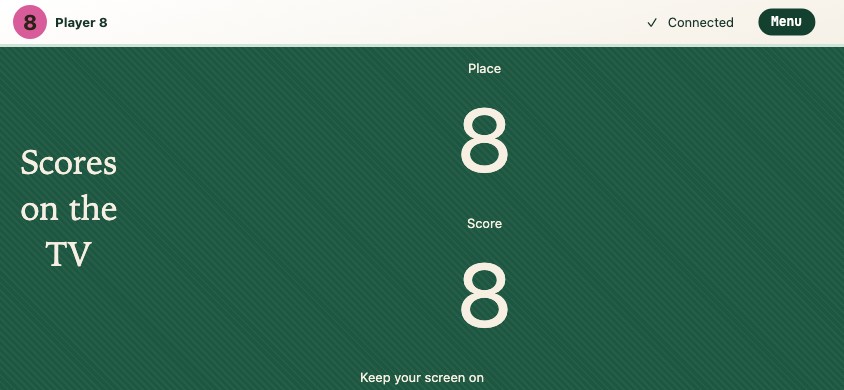 8 Player 8
✓ Connected
Menu
Scores
on the
TV
Place
8
Score
8
Keep your screen on